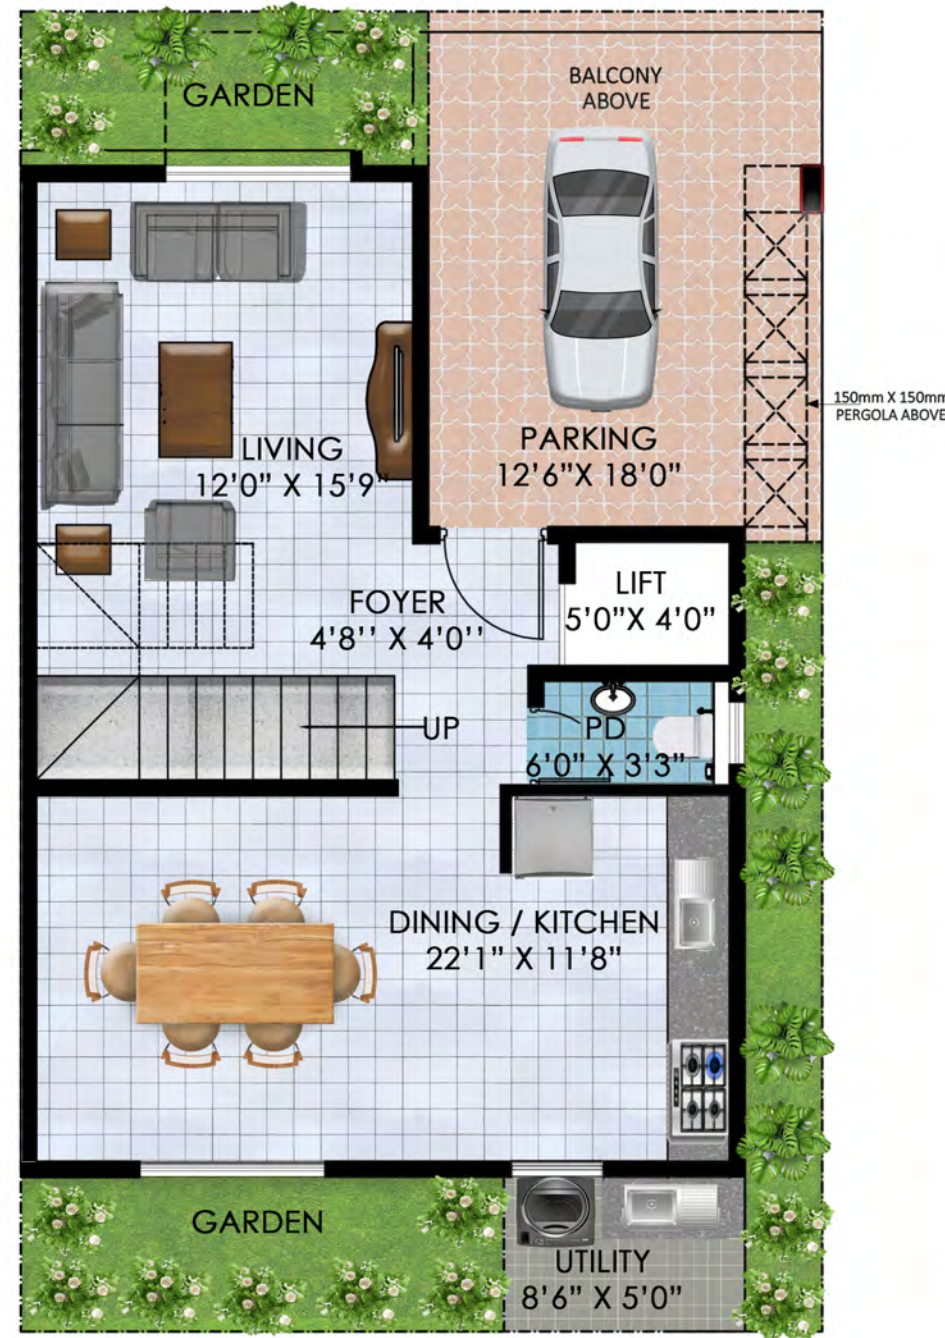 GARDEN
BALCONY
ABOVE
150mm X 150mm
PERGOLA ABOVE
PARKING
12'6"X 18'0"
LIVING
12'0" X 15'9"
LIFT
5'0"X 4'0"
FOYER
4'8'' X 4'0''
UP
PD
6'0" X 3'3"
DINING / KITCHEN
22'1" X 11'8"
GARDEN
UTILITY
8'6" X 5'0"